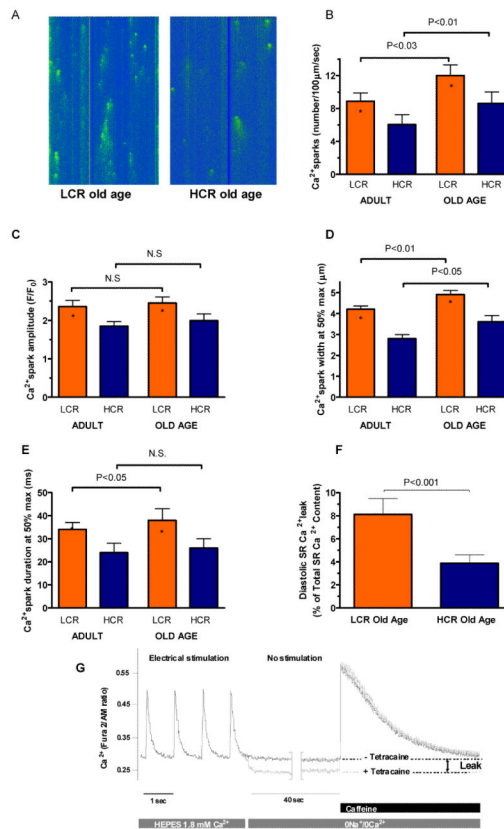 A
LCR old age
HCR old age
B
P<0.01
P<0.03
Ca2+sparks (number/100µm/sec)
16
12
8
4
0
LCR HCR LCR HCR
ADULT OLD AGE
C
N.S
N.S
Ca2+spark amplitude (F/F0)
3
2
1
0
LCR HCR LCR HCR
ADULT OLD AGE
D
P<0.01
P<0.05
Ca2+spark width at 50% max (µm)
5
4
3
2
1
0
LCR HCR LCR HCR
ADULT OLD AGE
E
N.S.
P<0.05
Ca2+spark duration at 50% max (ms)
50
40
30
20
10
0
LCR HCR LCR HCR
ADULT OLD AGE
F
P<0.001
Diastolic SR Ca2+leak
(% of Total SR Ca2+ Content)
10
8
6
4
2
0
LCR Old Age HCR Old Age
G
Electrical stimulation No stimulation
Ca2+ (Fura 2/AM ratio)
0.55
0.45
0.35
0.25
- Tetracaine
Leak
+ Tetracaine
1 sec 40 sec
Caffeine
HEPES 1.8 mM Ca2+ 0Na+/0Ca2+